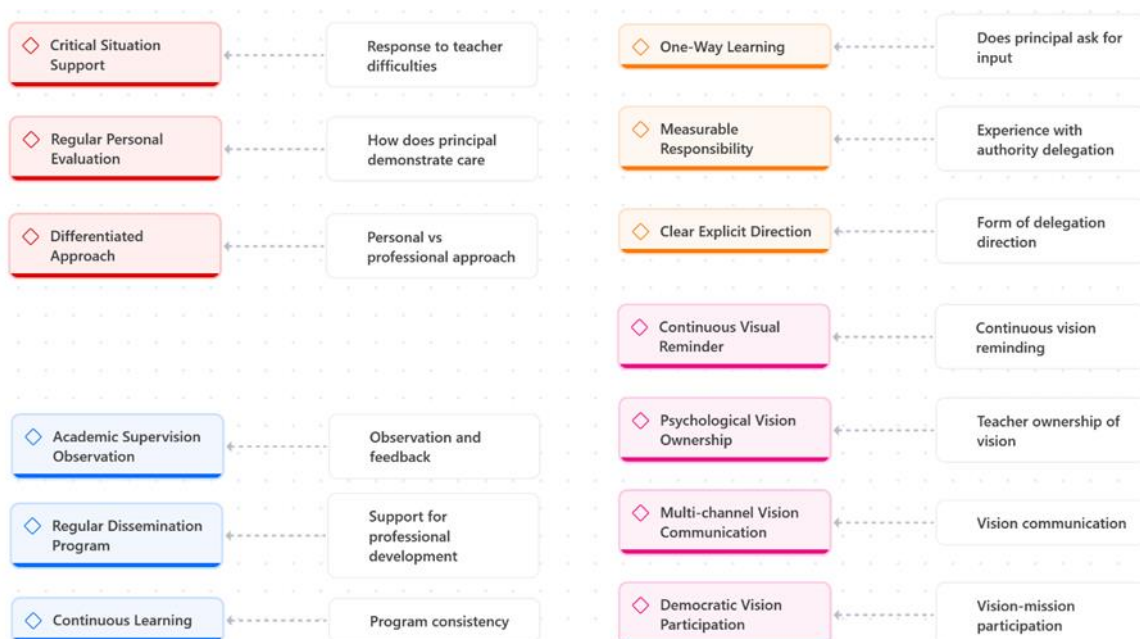 Critical Situation
Support
Response to teacher
difficulties
Regular Personal
Evaluation
How does principal
demonstrate care
Differentiated
Approach
Personal vs
professional approach
Academic Supervision
Observation
Observation and
feedback
Regular Dissemination
Program
Support for
professional
development
Continuous Learning
Program consistency
One-Way Learning
Does principal ask for
input
Measurable
Responsibility
Experience with
authority delegation
Clear Explicit Direction
Form of delegation
direction
Continuous Visual
Reminder
Continuous vision
reminding
Psychological Vision
Ownership
Teacher ownership of
vision
Multi-channel Vision
Communication
Vision communication
Democratic Vision
Participation
Vision-mission
participation